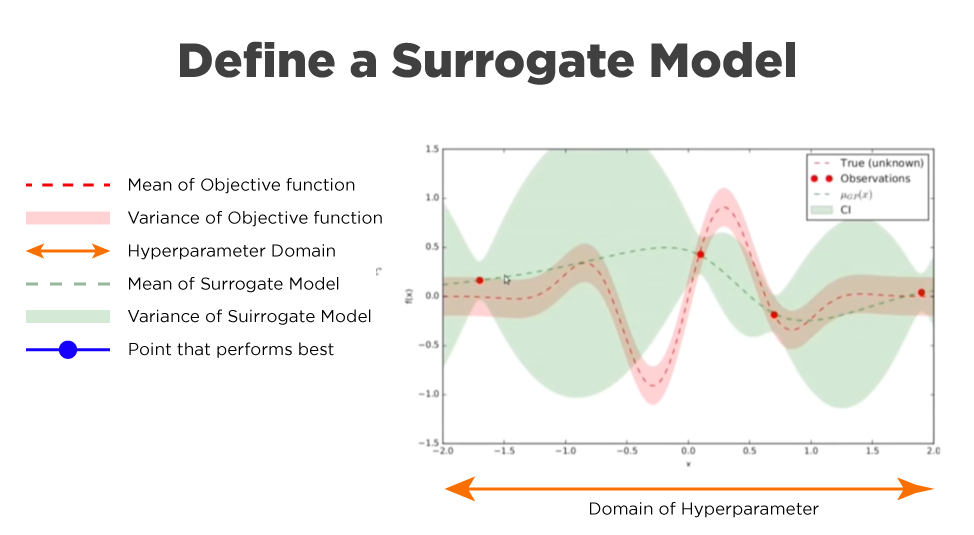 Define a Surrogate Model
Mean of Objective function
Variance of Objective function
Hyperparameter Domain
Mean of Surrogate Model
Variance of Suirrogate Model
Point that performs best
True (unknown)
Observations
μGP(x)
CI
f(x)
1.5
1.0
0.5
0.0
−0.5
−1.0
−1.5
−2.0 −1.5 −1.0 −0.5 0.0 0.5 1.0 1.5 2.0
x
Domain of Hyperparameter